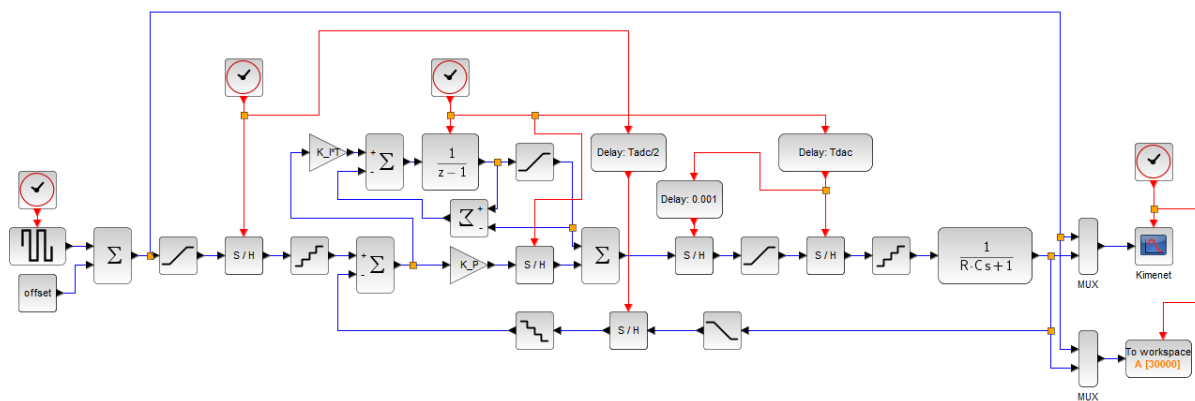 K_I*T
+
-
Σ
1
z - 1
Delay: Tadc/2
Delay: Tdac
Delay: 0.001
Σ
+
-
Σ
S / H
+
-
Σ
K_P
S / H
Σ
S / H
S / H
1
R·C s + 1
MUX
Kimenet
offset
S / H
MUX
To workspace
A [30000]